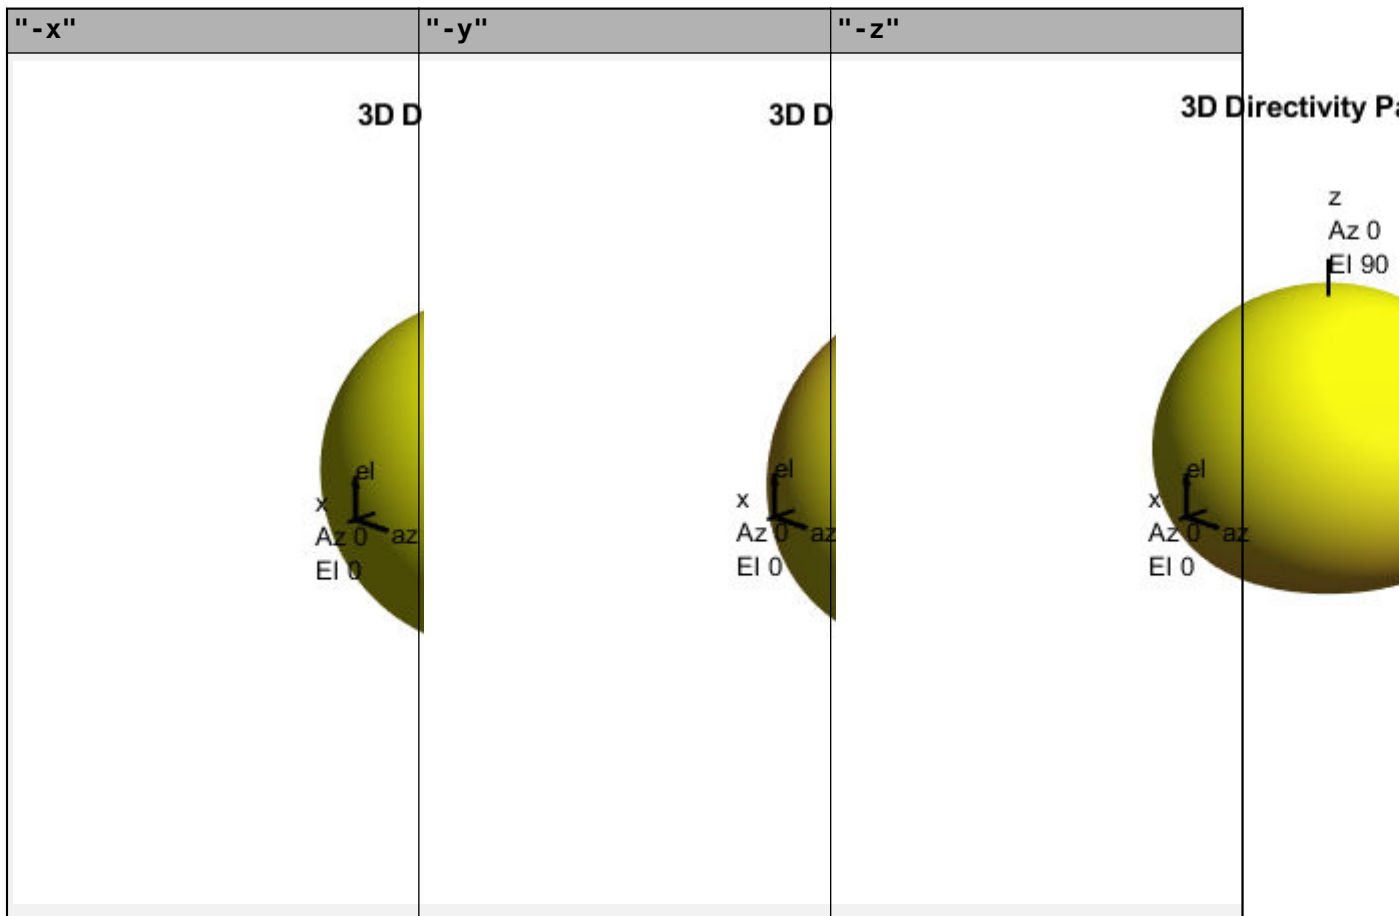 "-x"
"-y"
"-z"
3D D
el
x
Az 0
az
El 0
3D D
el
x
Az 0
az
El 0
3D Directivity Pa
z
Az 0
El 90
el
x
Az 0
az
El 0